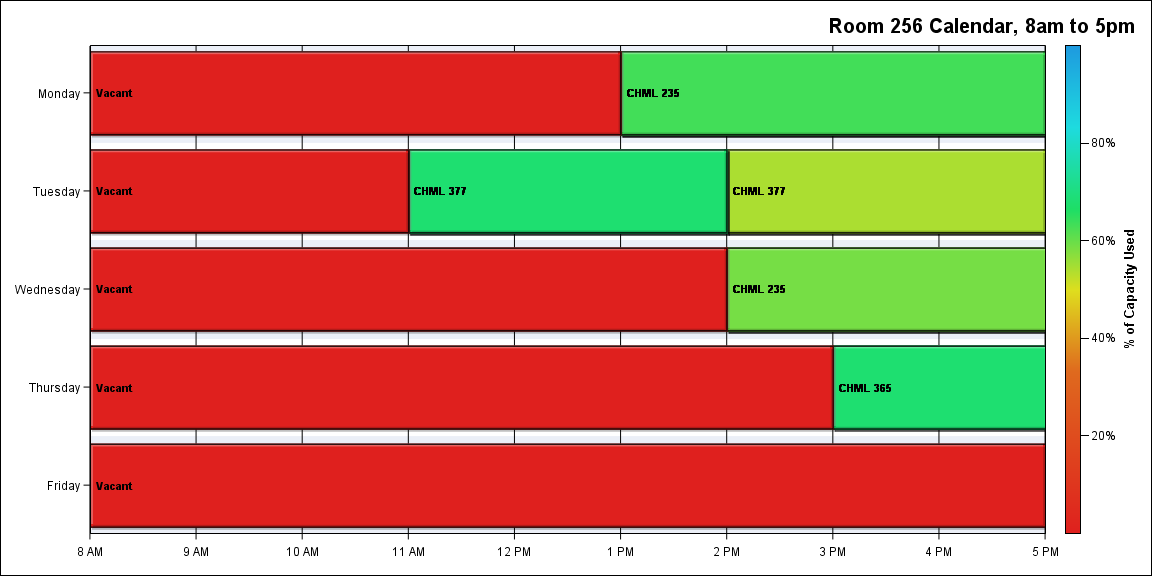 Room 256 Calendar, 8am to 5pm
Monday
Vacant
CHML 235
Tuesday
Vacant
CHML 377
CHML 377
Wednesday
Vacant
CHML 235
Thursday
Vacant
CHML 365
Friday
Vacant
8 AM
9 AM
10 AM
11 AM
12 PM
1 PM
2 PM
3 PM
4 PM
5 PM
80%
60%
40%
20%
% of Capacity Used